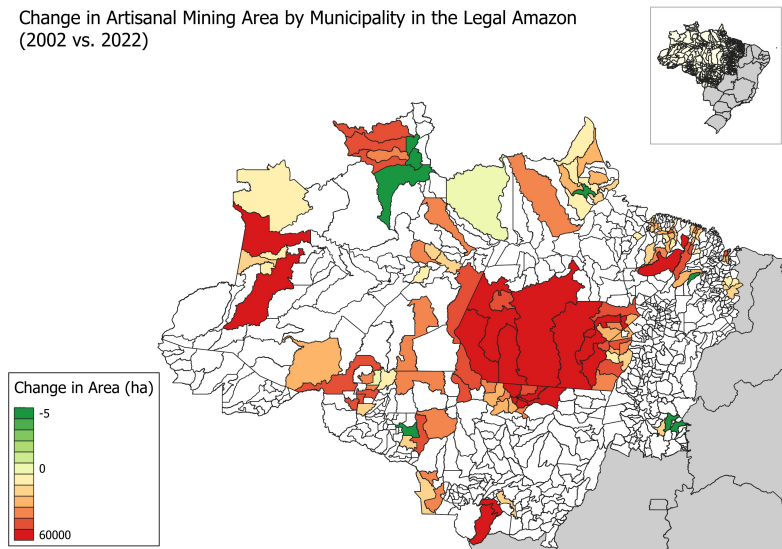 Change in Artisanal Mining Area by Municipality in the Legal Amazon
(2002 vs. 2022)
Change in Area (ha)
-5
0
60000